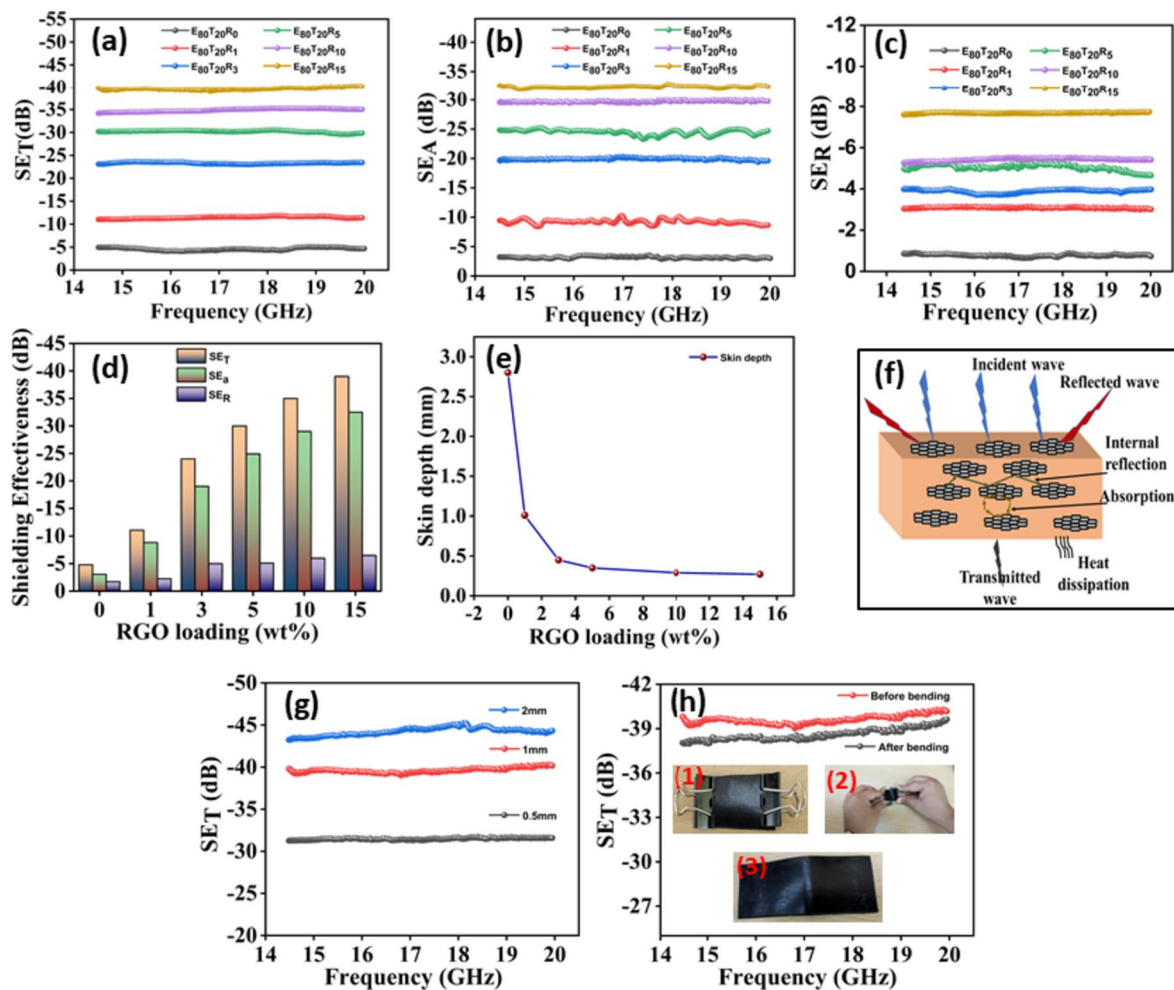 (a)
E80T20R0 E80T20R5
E80T20R1 E80T20R10
E80T20R3 E80T20R15
SET(dB)
-55
-50
-45
-40
-35
-30
-25
-20
-15
-10
-5
0
14 15 16 17 18 19 20
Frequency (GHz)
(b)
E80T20R0 E80T20R5
E80T20R1 E80T20R10
E80T20R3 E80T20R15
SEA (dB)
-40
-35
-30
-25
-20
-15
-10
-5
0
14 15 16 17 18 19 20
Frequency (GHz)
(c)
E80T20R0 E80T20R5
E80T20R1 E80T20R10
E80T20R3 E80T20R15
SER (dB)
-12
-10
-8
-6
-4
-2
0
14 15 16 17 18 19 20
Frequency (GHz)
(d)
SET
SEa
SER
Shielding Effectiveness (dB)
-45
-40
-35
-30
-25
-20
-15
-10
-5
0
0 1 3 5 10 15
RGO loading (wt%)
(e)
Skin depth
Skin depth (mm)
3.0
2.5
2.0
1.5
1.0
0.5
0.0
-2 0 2 4 6 8 10 12 14 16
RGO loading (wt%)
(f)
Incident wave
Reflected wave
Internal
reflection
Absorption
Transmitted
wave
Heat
dissipation
(g)
2mm
1mm
0.5mm
SET (dB)
-50
-45
-40
-35
-30
-25
-20
14 15 16 17 18 19 20
Frequency (GHz)
(h)
Before bending
After bending
(1)
(2)
(3)
SET (dB)
-42
-39
-36
-33
-30
-27
14 15 16 17 18 19 20
Frequency (GHz)